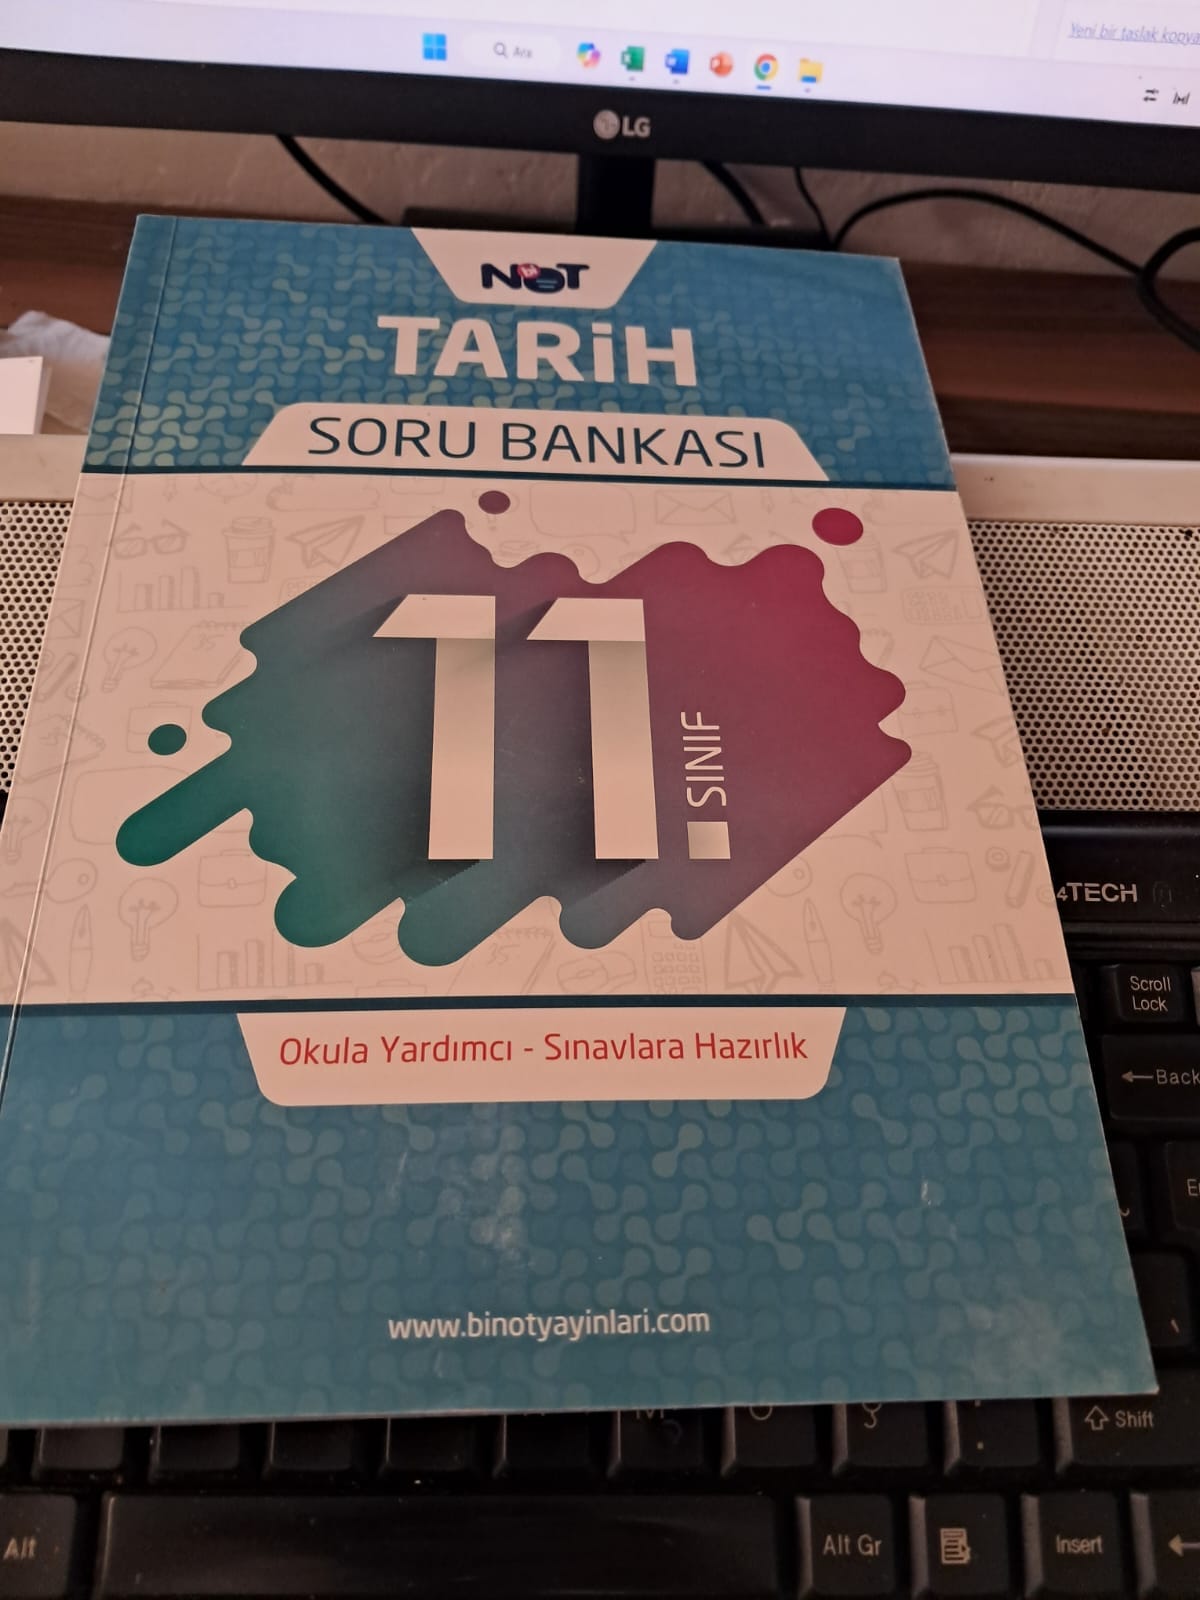 Yeni bir taslak kopya
Ara
LG
NOT
bi
TARİH
SORU BANKASI
11.
SINIF
Okula Yardımcı - Sınavlara Hazırlık
www.binotyayinlari.com
4TECH
Scroll
Lock
←Back
Shift
Alt
Alt Gr
Insert